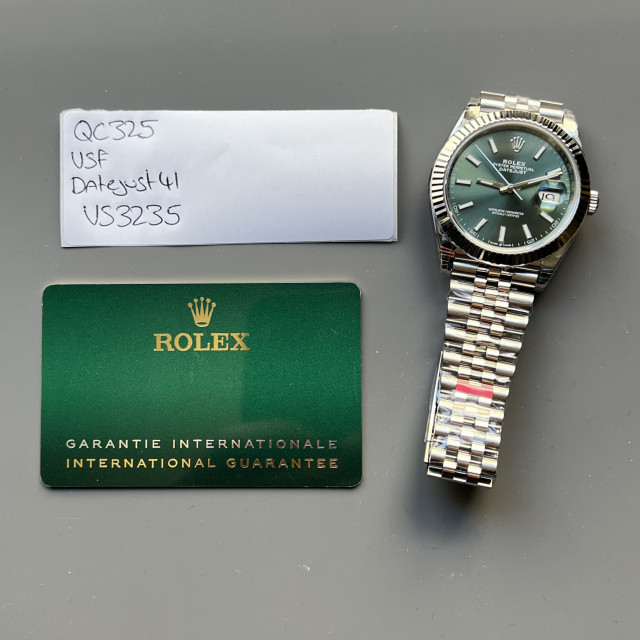 QC325
USF
Datejust 41
VS3235
ROLEX
GARANTIE INTERNATIONALE
INTERNATIONAL GUARANTEE
ROLEX
OYSTER PERPETUAL
DATEJUST